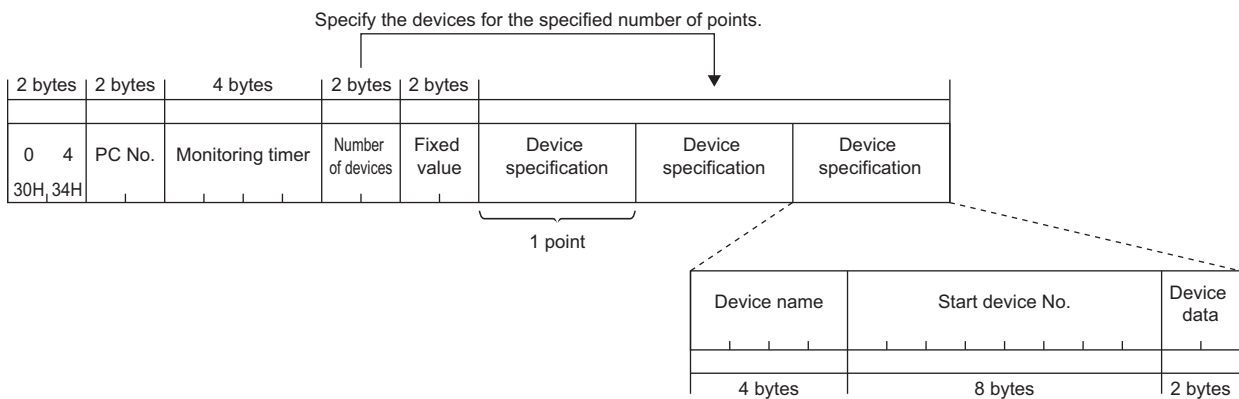 Specify the devices for the specified number of points.
2 bytes 2 bytes 4 bytes 2 bytes 2 bytes
0 4 PC No. Monitoring timer Number of devices Fixed value Device specification Device specification Device specification
30H 34H
1 point
Device name Start device No. Device data
4 bytes 8 bytes 2 bytes